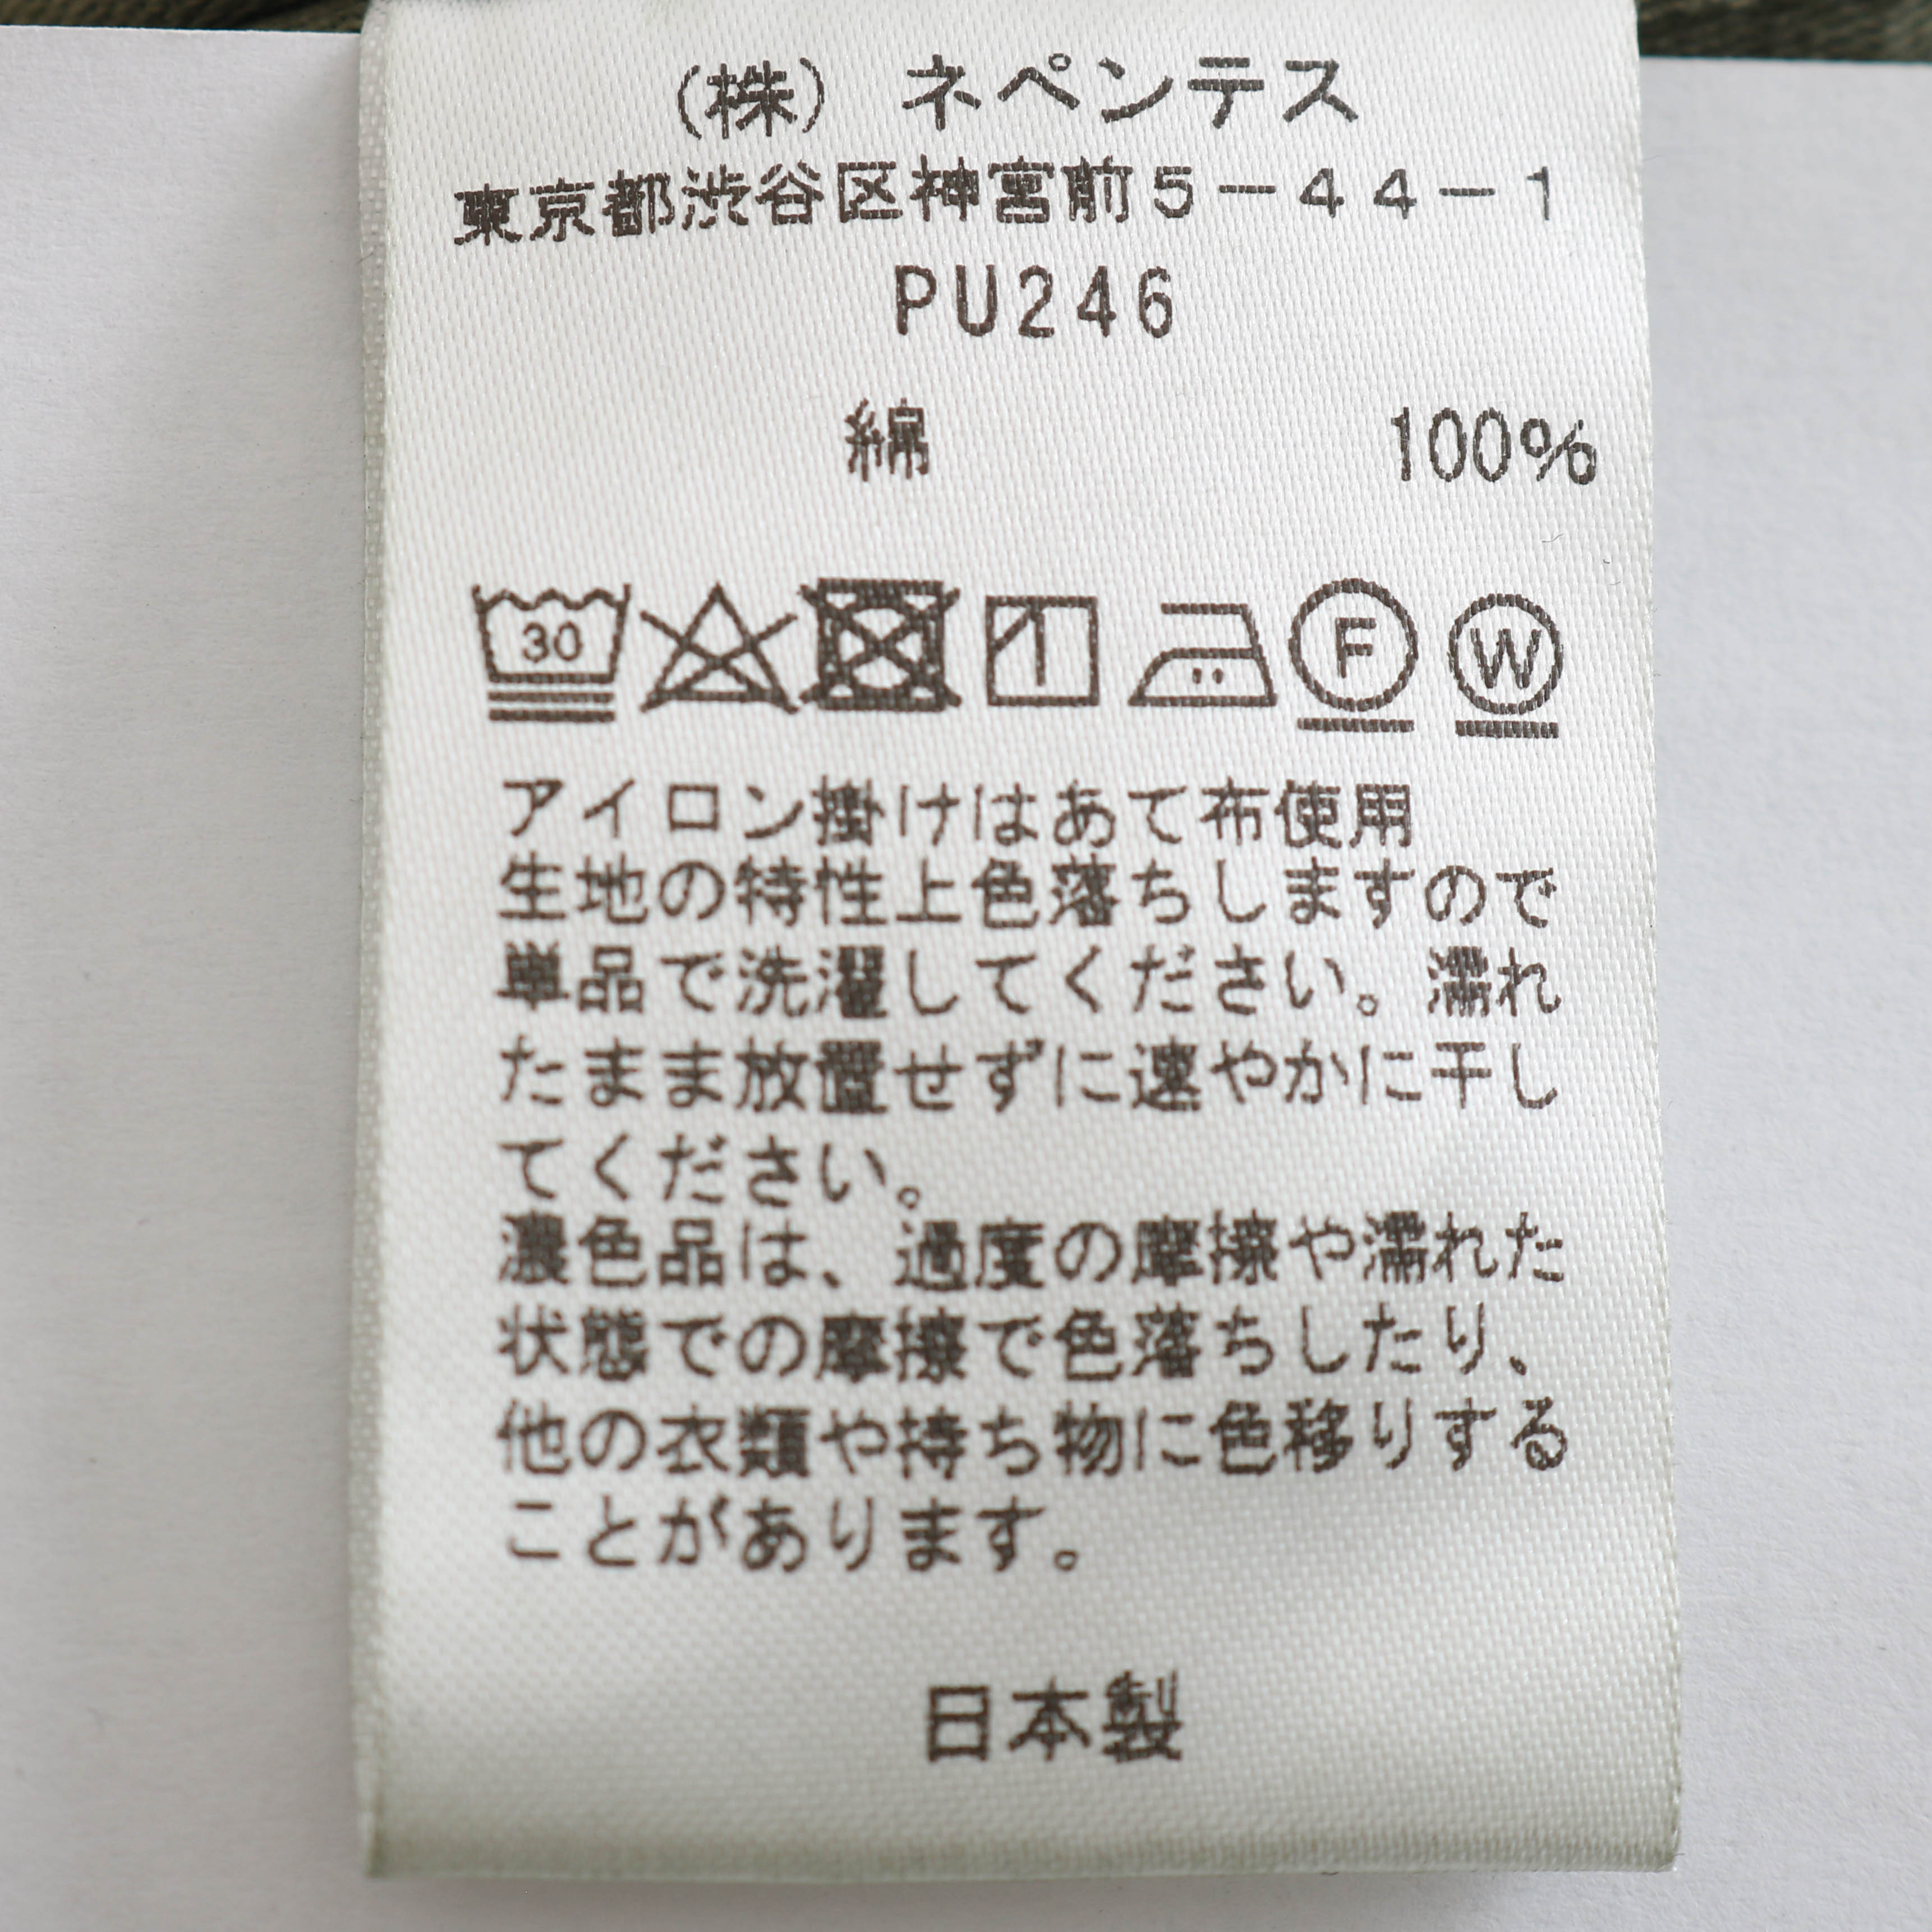 (株) ネペンテス
東京都渋谷区神宮前5-44-1
PU246
綿 100%
30 F W
アイロン掛けはあて布使用
生地の特性上色落ちしますので
単品で洗濯してください。濡れ
たまま放置せずに速やかに干し
てください。
濃色品は、過度の摩擦や濡れた
状態での摩擦で色落ちしたり、
他の衣類や持ち物に色移りする
ことがあります。
日本製